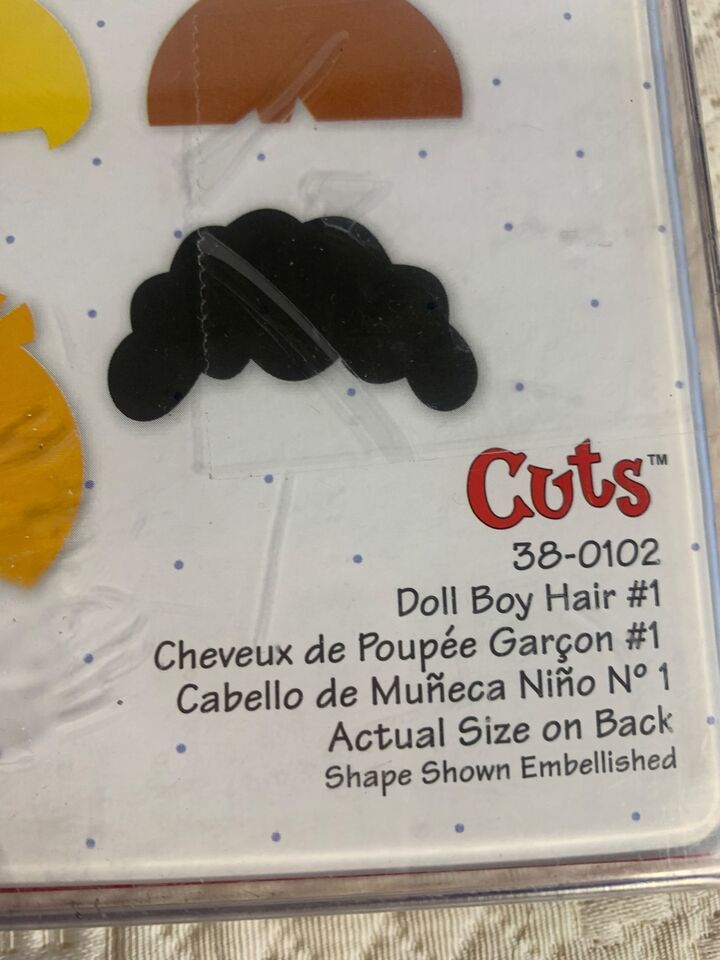 Cuts™
38-0102
Doll Boy Hair #1
Cheveux de Poupée Garçon #1
Cabello de Muñeca Niño Nº 1
Actual Size on Back
Shape Shown Embellished